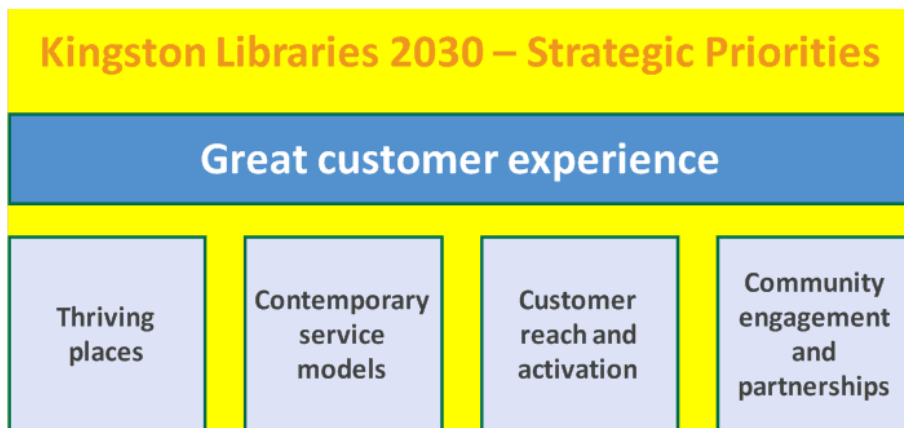 Kingston Libraries 2030 – Strategic Priorities
Great customer experience
Thriving
places
Contemporary
service
models
Customer
reach and
activation
Community
engagement
and
partnerships